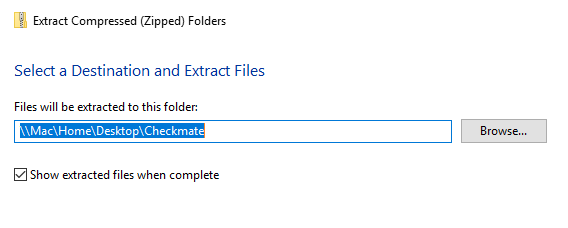 Extract Compressed (Zipped) Folders
Select a Destination and Extract Files
Files will be extracted to this folder:
\\Mac\Home\Desktop\Checkmate
Browse...
Show extracted files when complete